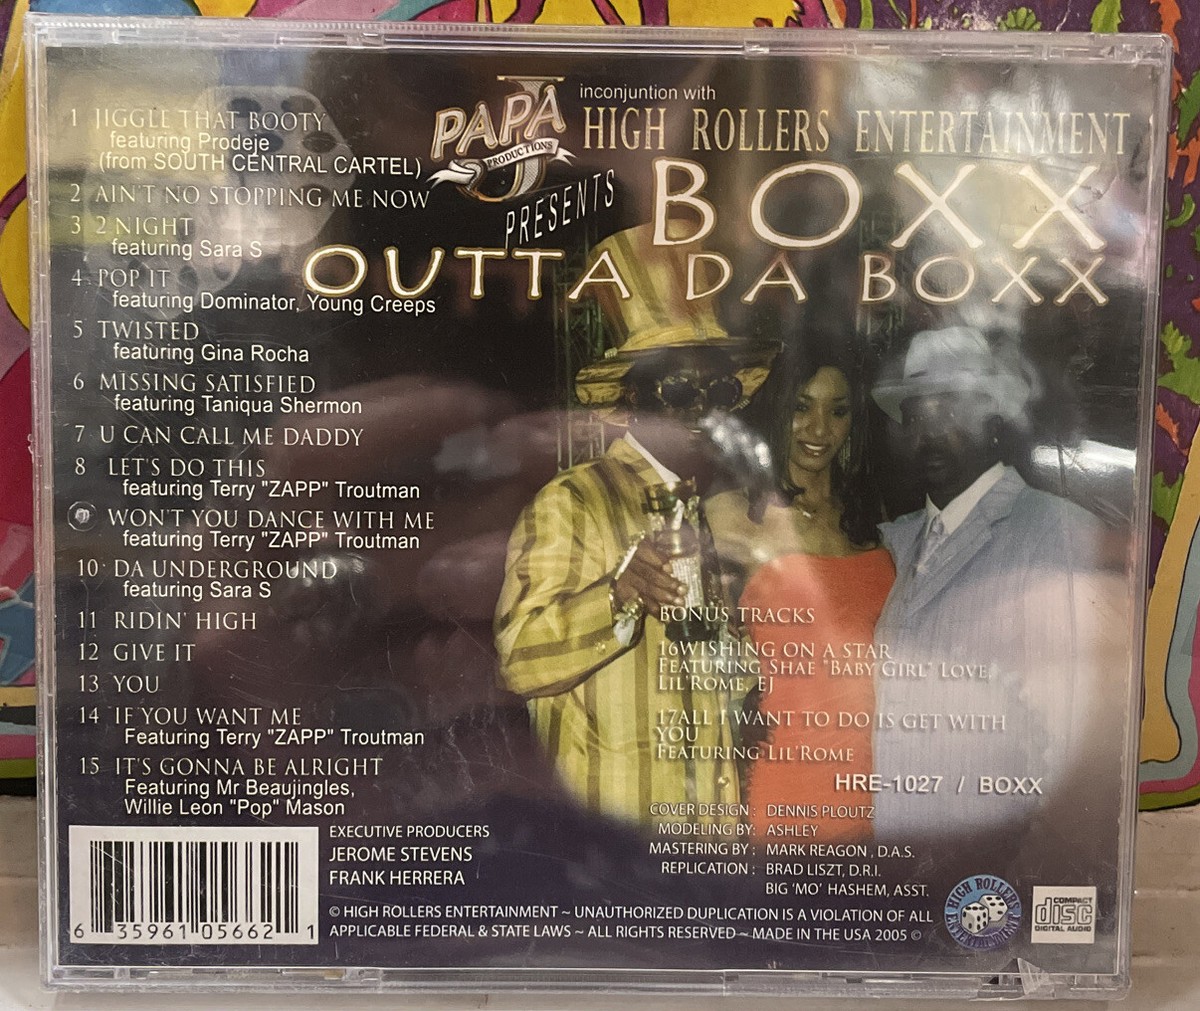 1 JIGGLE THAT BOOTY
featuring Prodeje
(from SOUTH CENTRAL CARTEL)
2 AIN'T NO STOPPING ME NOW
3 2 NIGHT
featuring Sara S
4 POP IT
featuring Dominator, Young Creeps
5 TWISTED
featuring Gina Rocha
6 MISSING SATISFIED
featuring Taniqua Shermon
7 U CAN CALL ME DADDY
8 LET'S DO THIS
featuring Terry "ZAPP" Troutman
WON'T YOU DANCE WITH ME
featuring Terry "ZAPP" Troutman
10 DA UNDERGROUND
featuring Sara S
11 RIDIN' HIGH
12 GIVE IT
13 YOU
14 IF YOU WANT ME
Featuring Terry "ZAPP" Troutman
15 IT'S GONNA BE ALRIGHT
Featuring Mr Beaujingles,
Willie Leon "Pop" Mason
PAPA
J
PRODUCTIONS
inconjuntion with
HIGH ROLLERS ENTERTAINMENT
PRESENTS
BOXX
OUTTA DA BOXX
BONUS TRACKS
16WISHING ON A STAR
FEATURING SHAE "BABY GIRL" LOVE,
LIL'ROME, EJ
17ALL I WANT TO DO IS GET WITH
YOU
FEATURING LIL'ROME
HRE-1027 / BOXX
COVER DESIGN : DENNIS PLOUTZ
MODELING BY: ASHLEY
MASTERING BY : MARK REAGON , D.A.S.
REPLICATION : BRAD LISZT, D.R.I.
BIG 'MO' HASHEM, ASST.
EXECUTIVE PRODUCERS
JEROME STEVENS
FRANK HERRERA
© HIGH ROLLERS ENTERTAINMENT ~ UNAUTHORIZED DUPLICATION IS A VIOLATION OF ALL
APPLICABLE FEDERAL & STATE LAWS ~ ALL RIGHTS RESERVED ~ MADE IN THE USA 2005 ©
6 35961 05662 1
HIGH ROLLERS
ENTERTAINMENT
COMPACT
disc
DIGITAL AUDIO